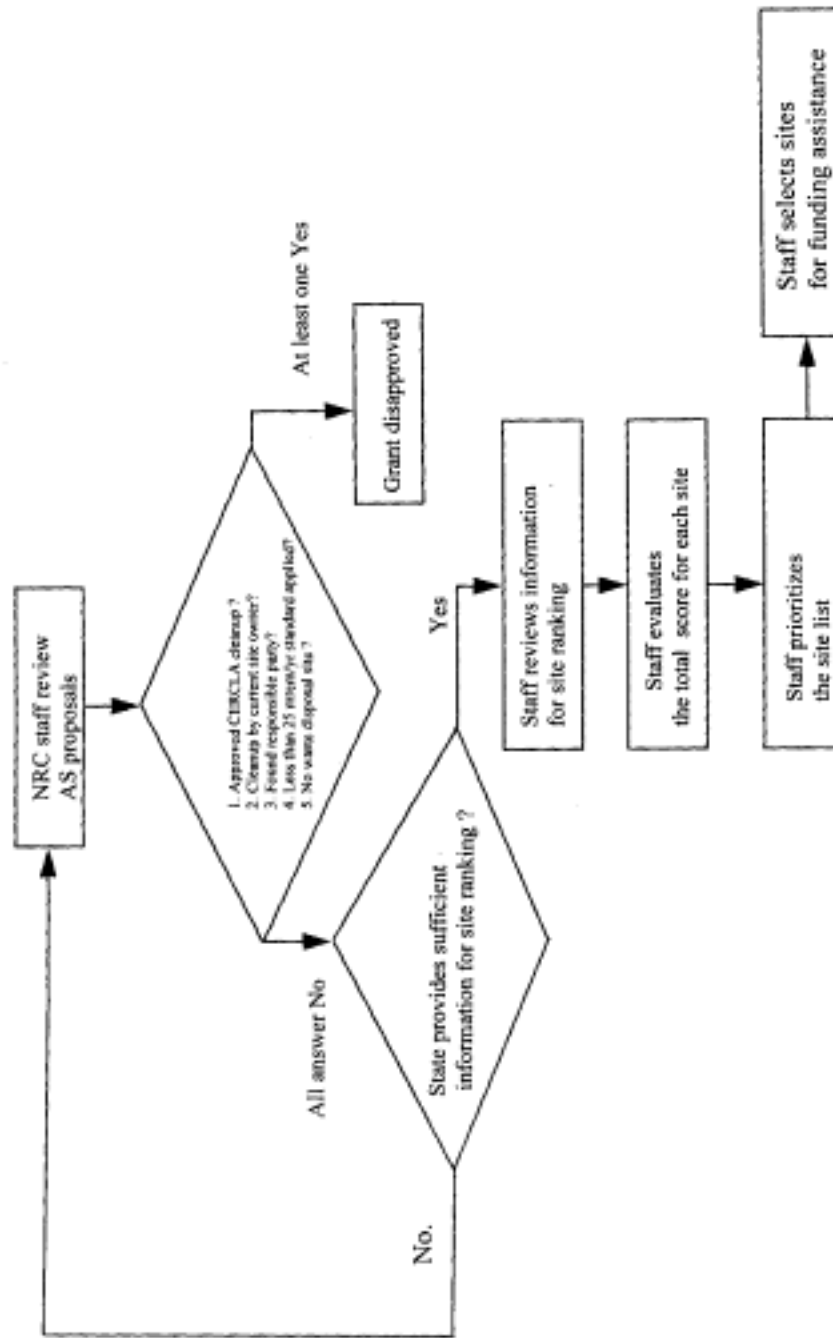 NRC staff review
AS proposals
1. Approved CERCLA cleanup ?
2. Cleanup by current site owner?
3. Found responsible party?
4. Less than 25 mrem/yr standard applied?
5. No waste disposal site ?
At least one Yes
Grant disapproved
All answer No
State provides sufficient
information for site ranking ?
No.
Yes
Staff reviews information
for site ranking
Staff evaluates
the total score for each site
Staff prioritizes
the site list
Staff selects sites
for funding assistance